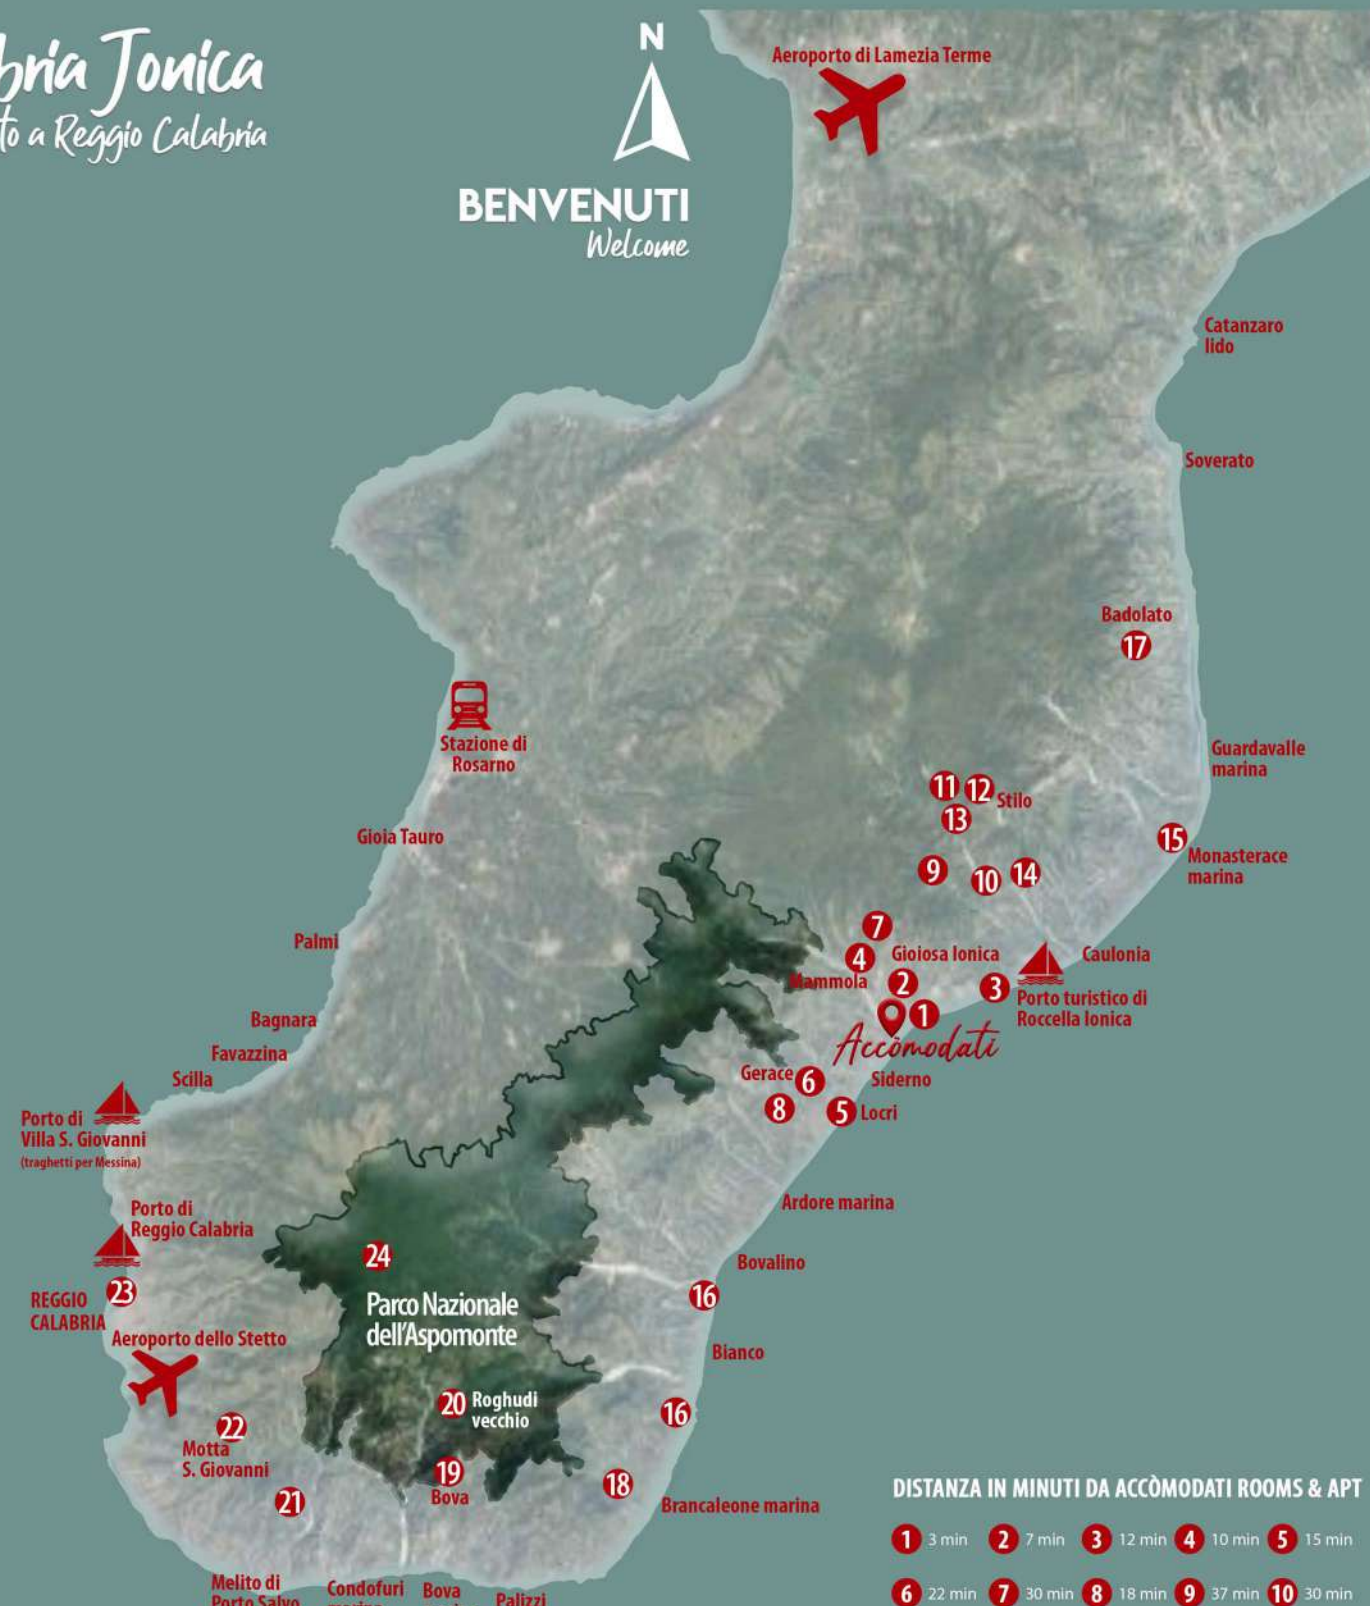 bria Jonica
to a Reggio Calabria
N
BENVENUTI
Welcome
Aeroporto di Lamezia Terme
Catanzaro
lido
Soverato
Badolato
17
Stazione di
Rosarno
Guardavalle
marina
11
12
Stilo
13
Gioia Tauro
15
Monasterace
marina
9
10
14
7
Palmi
4
Gioiosa Ionica
Caulonia
Mammola
2
3
Porto turistico di
Roccella Ionica
1
Accòmodati
Bagnara
Favazzina
Scilla
Gerace
6
Siderno
8
5
Locri
Porto di
Villa S. Giovanni
(traghetti per Messina)
Ardore marina
Porto di
Reggio Calabria
24
Bovalino
23
REGGIO
CALABRIA
16
Parco Nazionale
dell'Aspomonte
Aeroporto dello Stetto
Bianco
20
Roghudi
vecchio
16
22
Motta
S. Giovanni
19
Bova
18
21
Brancaleone marina
Melito di
Porto Salvo
Condofuri
Bova
Palizzi
DISTANZA IN MINUTI DA ACCÒMODATI ROOMS & APT
1 3 min 2 7 min 3 12 min 4 10 min 5 15 min
6 22 min 7 30 min 8 18 min 9 37 min 10 30 min